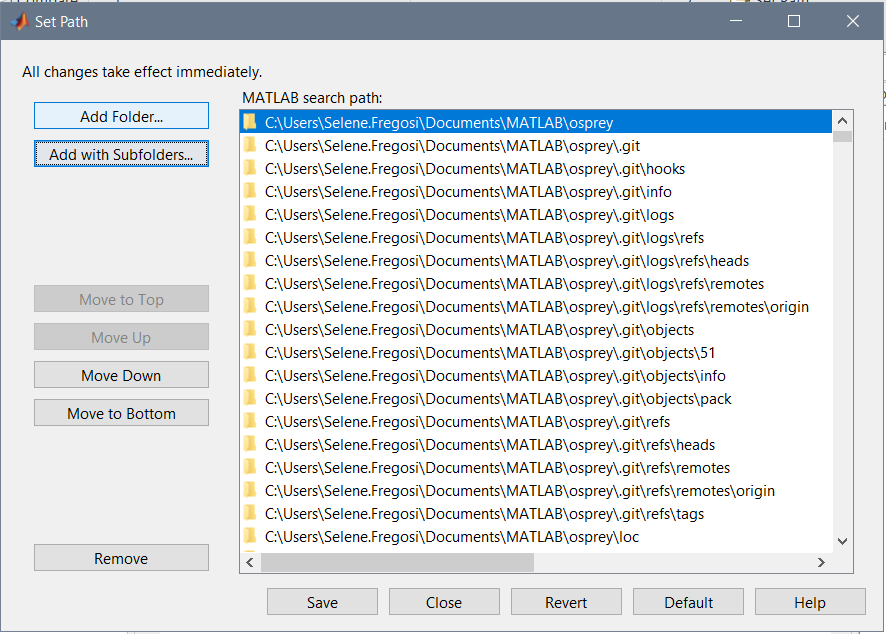 Set Path
All changes take effect immediately.
MATLAB search path:
Add Folder...
Add with Subfolders...
Move to Top
Move Up
Move Down
Move to Bottom
Remove
C:\Users\Selene.Fregosi\Documents\MATLAB\osprey
C:\Users\Selene.Fregosi\Documents\MATLAB\osprey\.git
C:\Users\Selene.Fregosi\Documents\MATLAB\osprey\.git\hooks
C:\Users\Selene.Fregosi\Documents\MATLAB\osprey\.git\info
C:\Users\Selene.Fregosi\Documents\MATLAB\osprey\.git\logs
C:\Users\Selene.Fregosi\Documents\MATLAB\osprey\.git\logs\refs
C:\Users\Selene.Fregosi\Documents\MATLAB\osprey\.git\logs\refs\heads
C:\Users\Selene.Fregosi\Documents\MATLAB\osprey\.git\logs\refs\remotes
C:\Users\Selene.Fregosi\Documents\MATLAB\osprey\.git\logs\refs\remotes\origin
C:\Users\Selene.Fregosi\Documents\MATLAB\osprey\.git\objects
C:\Users\Selene.Fregosi\Documents\MATLAB\osprey\.git\objects\51
C:\Users\Selene.Fregosi\Documents\MATLAB\osprey\.git\objects\info
C:\Users\Selene.Fregosi\Documents\MATLAB\osprey\.git\objects\pack
C:\Users\Selene.Fregosi\Documents\MATLAB\osprey\.git\refs
C:\Users\Selene.Fregosi\Documents\MATLAB\osprey\.git\refs\heads
C:\Users\Selene.Fregosi\Documents\MATLAB\osprey\.git\refs\remotes
C:\Users\Selene.Fregosi\Documents\MATLAB\osprey\.git\refs\remotes\origin
C:\Users\Selene.Fregosi\Documents\MATLAB\osprey\.git\refs\tags
C:\Users\Selene.Fregosi\Documents\MATLAB\osprey\loc
Save
Close
Revert
Default
Help